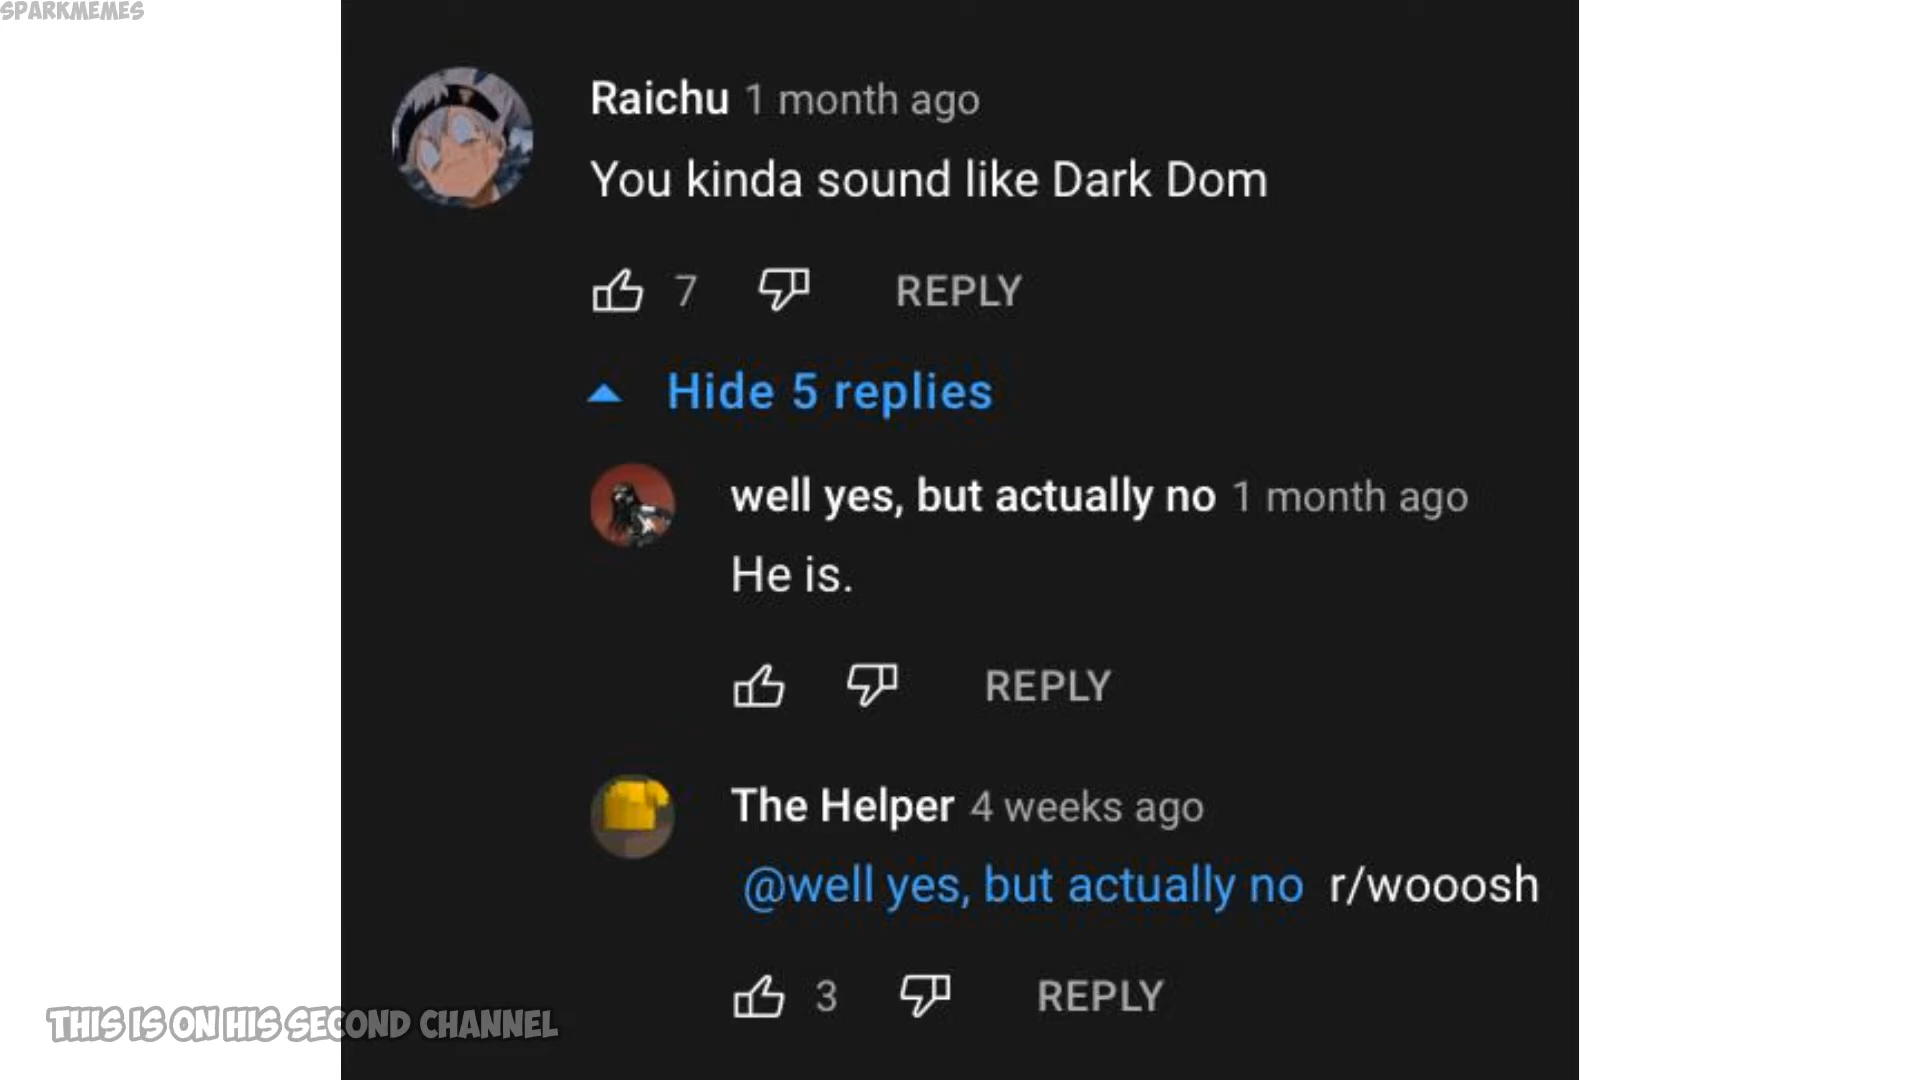 SPARKMEMES
Raichu 1 month ago
You kinda sound like Dark Dom
7 REPLY
Hide 5 replies
well yes, but actually no 1 month ago
He is.
REPLY
The Helper 4 weeks ago
@well yes, but actually no r/wooosh
3 REPLY
THIS IS ON HIS SECOND CHANNEL